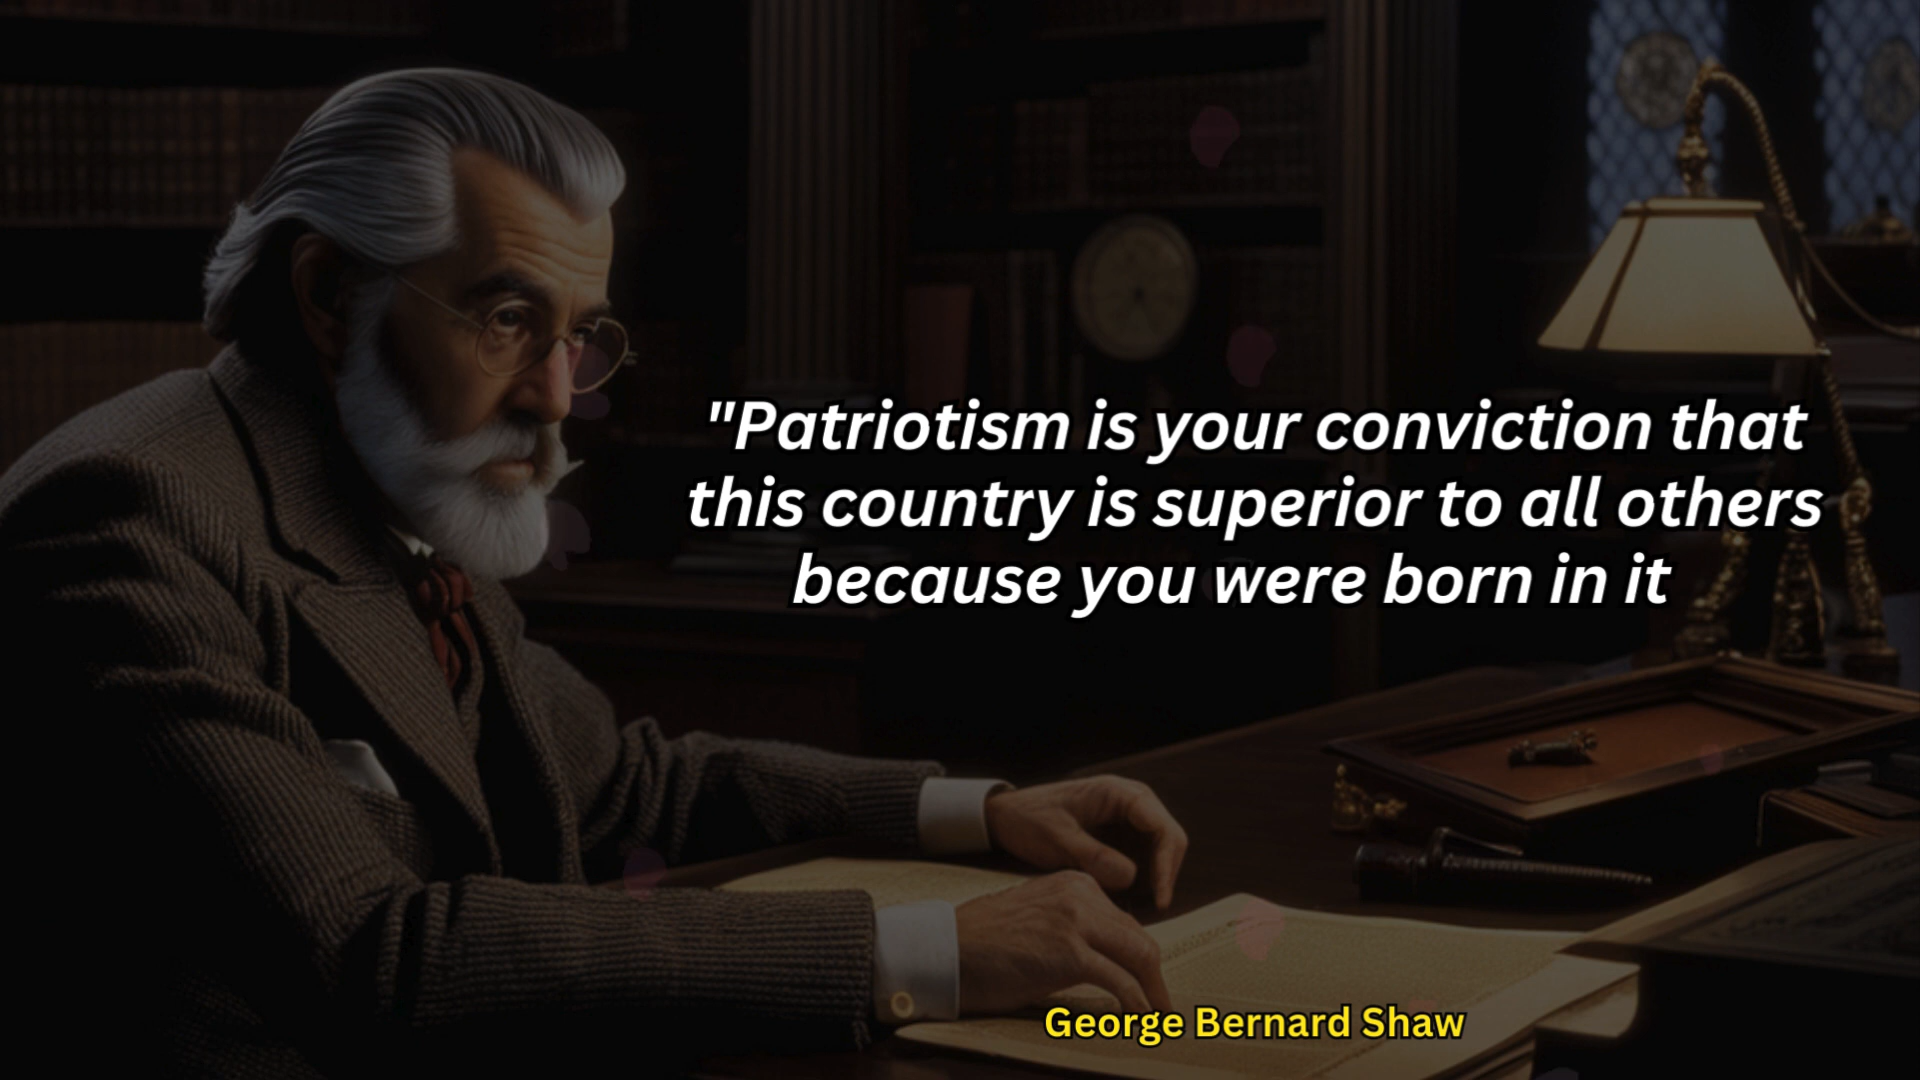 "Patriotism is your conviction that
this country is superior to all others
because you were born in it
George Bernard Shaw